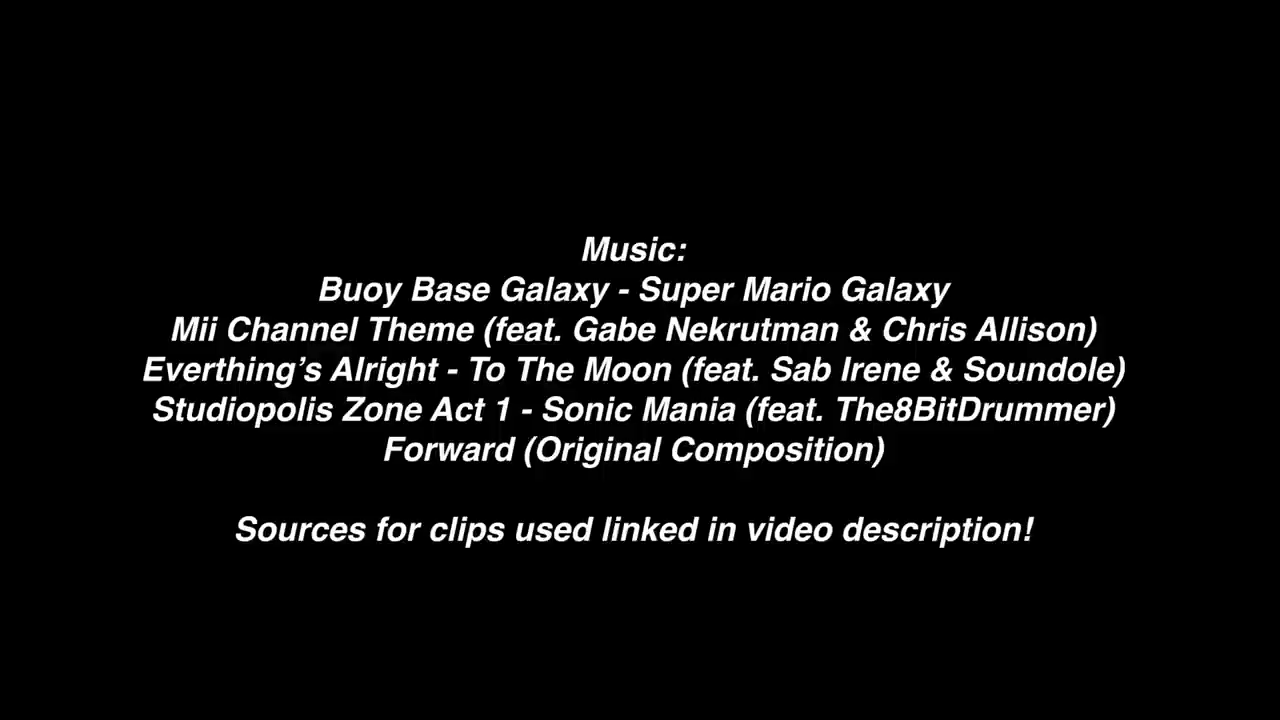 Music:
Buoy Base Galaxy - Super Mario Galaxy
Mii Channel Theme (feat. Gabe Nekrutman & Chris Allison)
Everthing’s Alright - To The Moon (feat. Sab Irene & Soundole)
Studiopolis Zone Act 1 - Sonic Mania (feat. The8BitDrummer)
Forward (Original Composition)
Sources for clips used linked in video description!